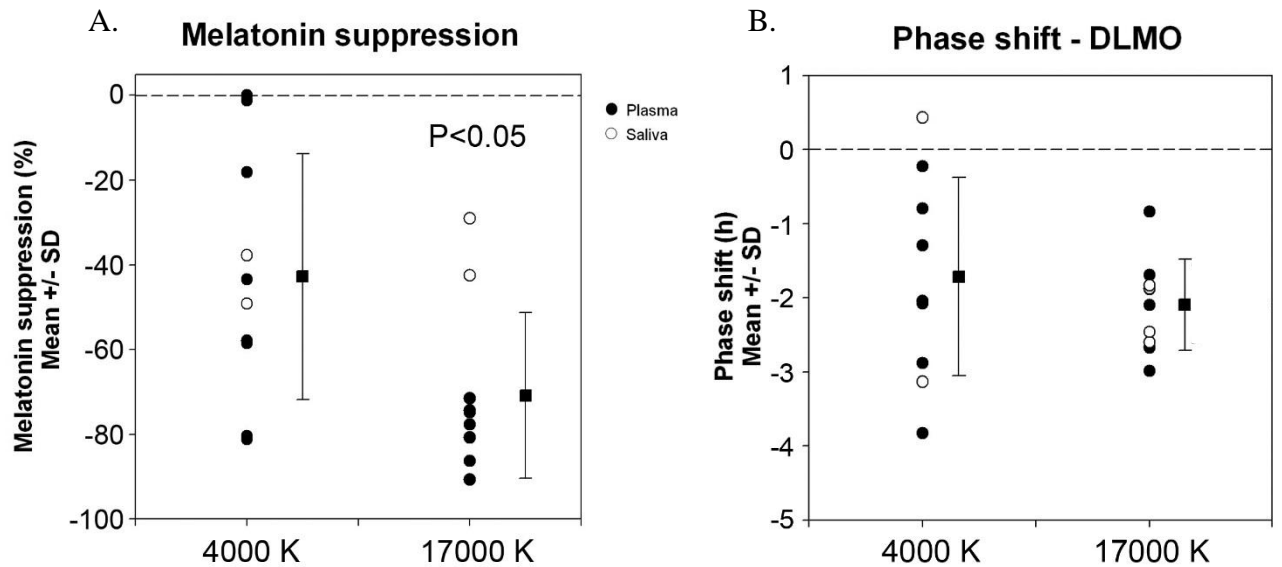 A.
Melatonin suppression
Melatonin suppression (%)
Mean +/- SD
0
-20
-40
-60
-80
-100
P<0.05
4000 K
17000 K
Plasma
Saliva
B.
Phase shift - DLMO
Phase shift (h)
Mean +/- SD
1
0
-1
-2
-3
-4
-5
4000 K
17000 K